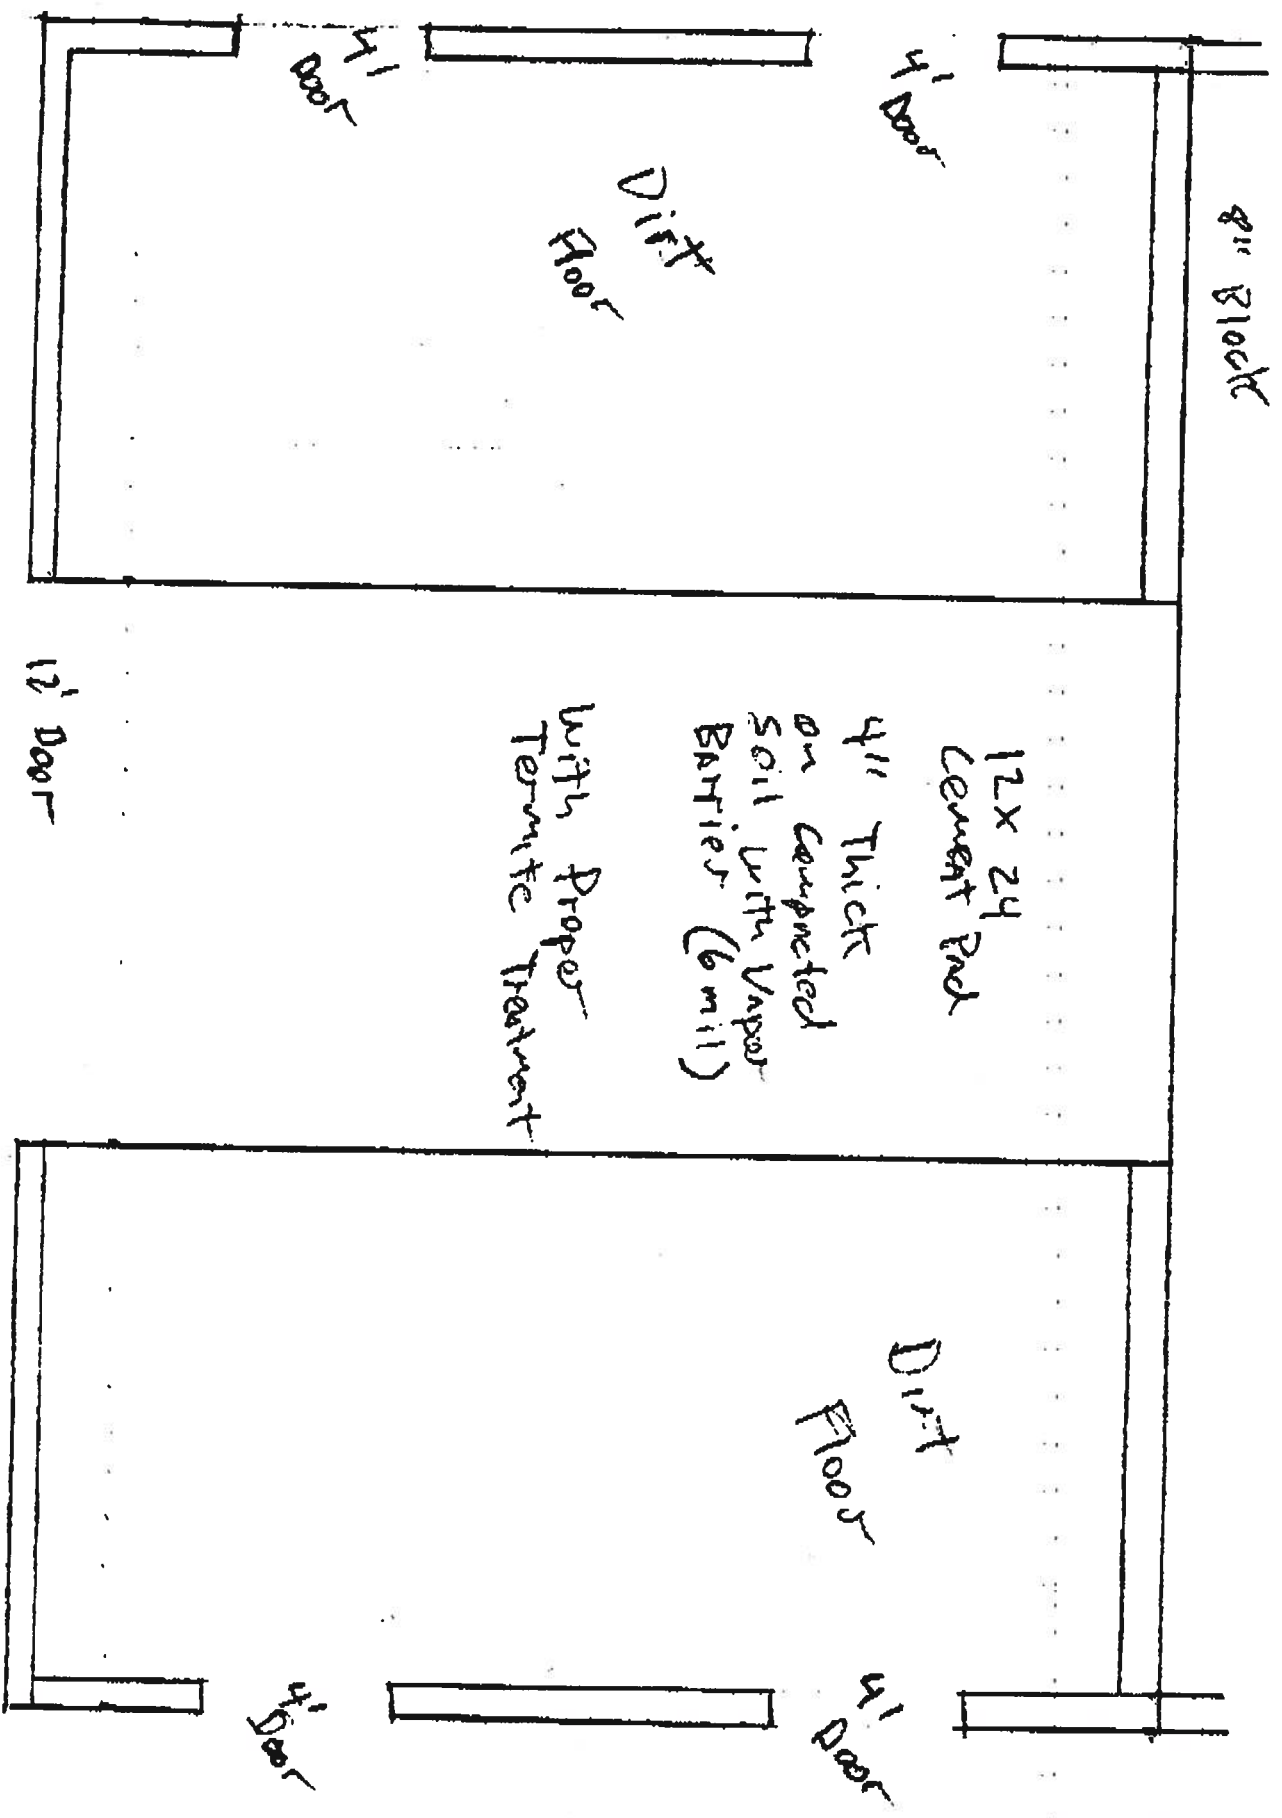 8" Block
4'
Door
4'
Door
Dirt
Floor
12 x 24
Cement Pad
4" Thick
on Compacted
Soil with Vapor
Barrier (6 mil)
With Proper
Termite Treatment
12' Door
Dirt
Floor
4'
Door
4'
Door